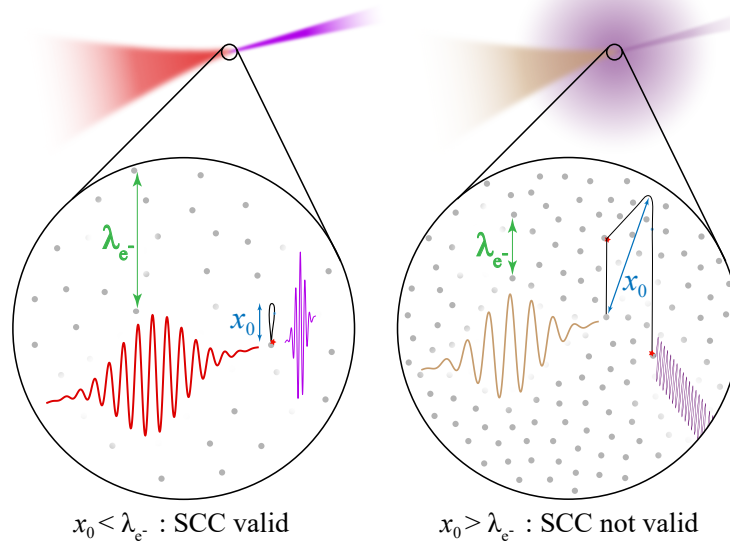 λe-
x0
λe-
x0
x0 < λe- : SCC valid
x0 > λe- : SCC not valid